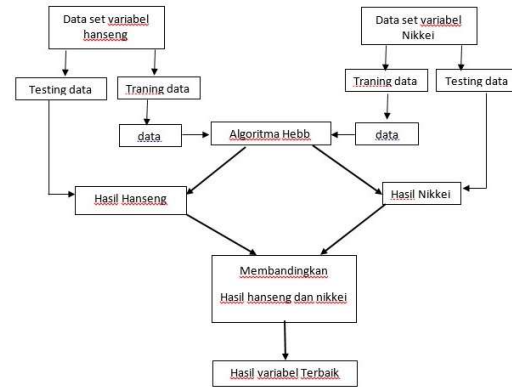 Data set variabel
hanseng
Data set variabel
Nikkei
Testing data
Traning data
Traning data
Testing data
data
Algoritma Hebb
data
Hasil Hanseng
Hasil Nikkei
Membandingkan
Hasil hanseng dan nikkei
Hasil variabel Terbaik